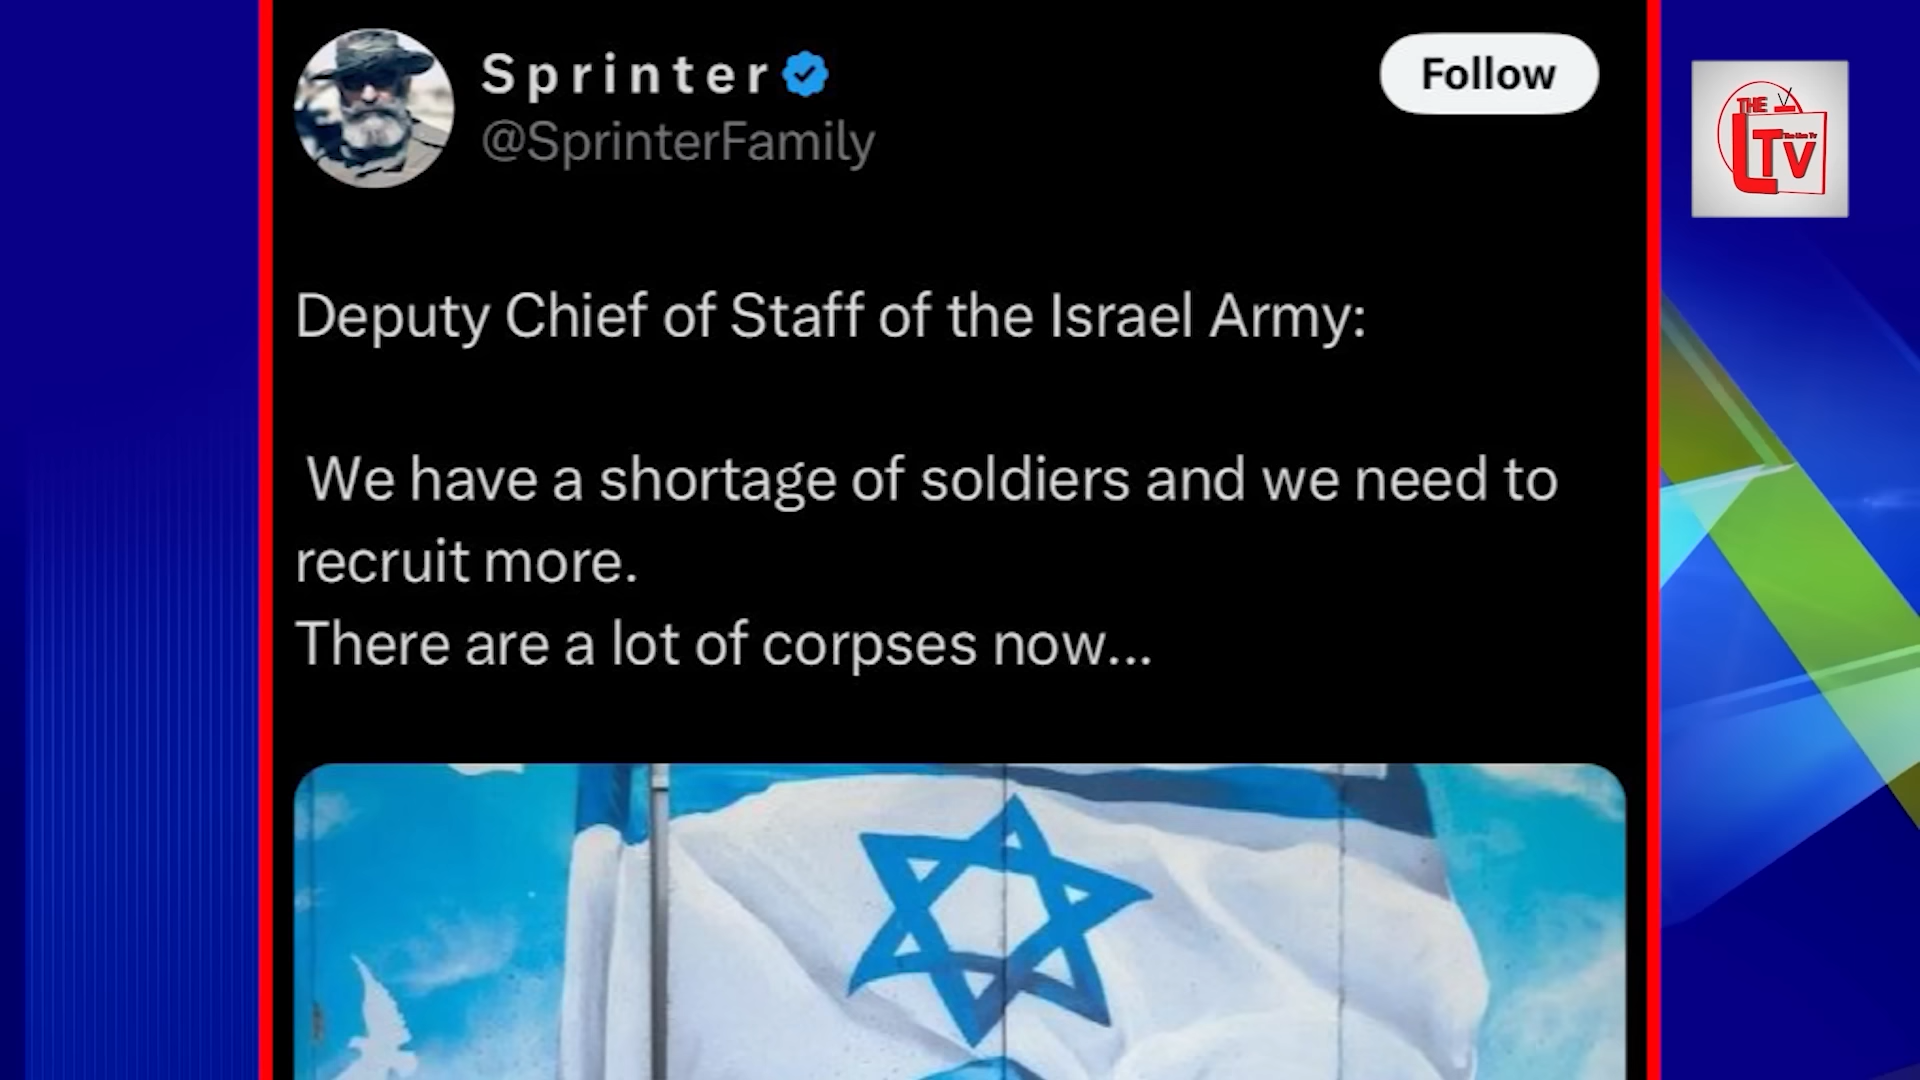 Sprinter
@SprinterFamily
Follow
THE
LTV
Deputy Chief of Staff of the Israel Army:
We have a shortage of soldiers and we need to
recruit more.
There are a lot of corpses now...